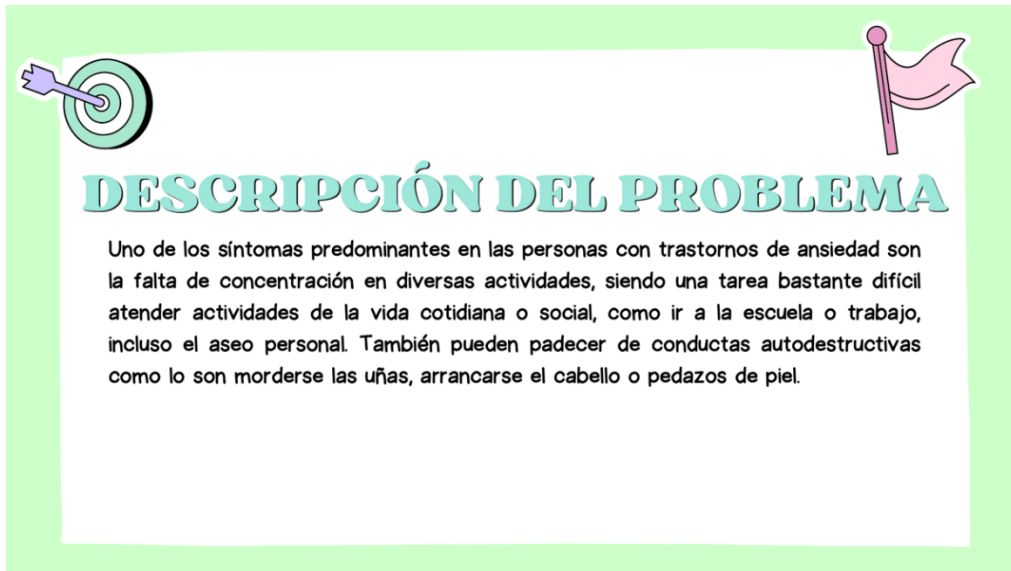 DESCRIPCIÓN DEL PROBLEMA
Uno de los síntomas predominantes en las personas con trastornos de ansiedad son
la falta de concentración en diversas actividades, siendo una tarea bastante difícil
atender actividades de la vida cotidiana o social, como ir a la escuela o trabajo,
incluso el aseo personal. También pueden padecer de conductas autodestructivas
como lo son morderse las uñas, arrancarse el cabello o pedazos de piel.